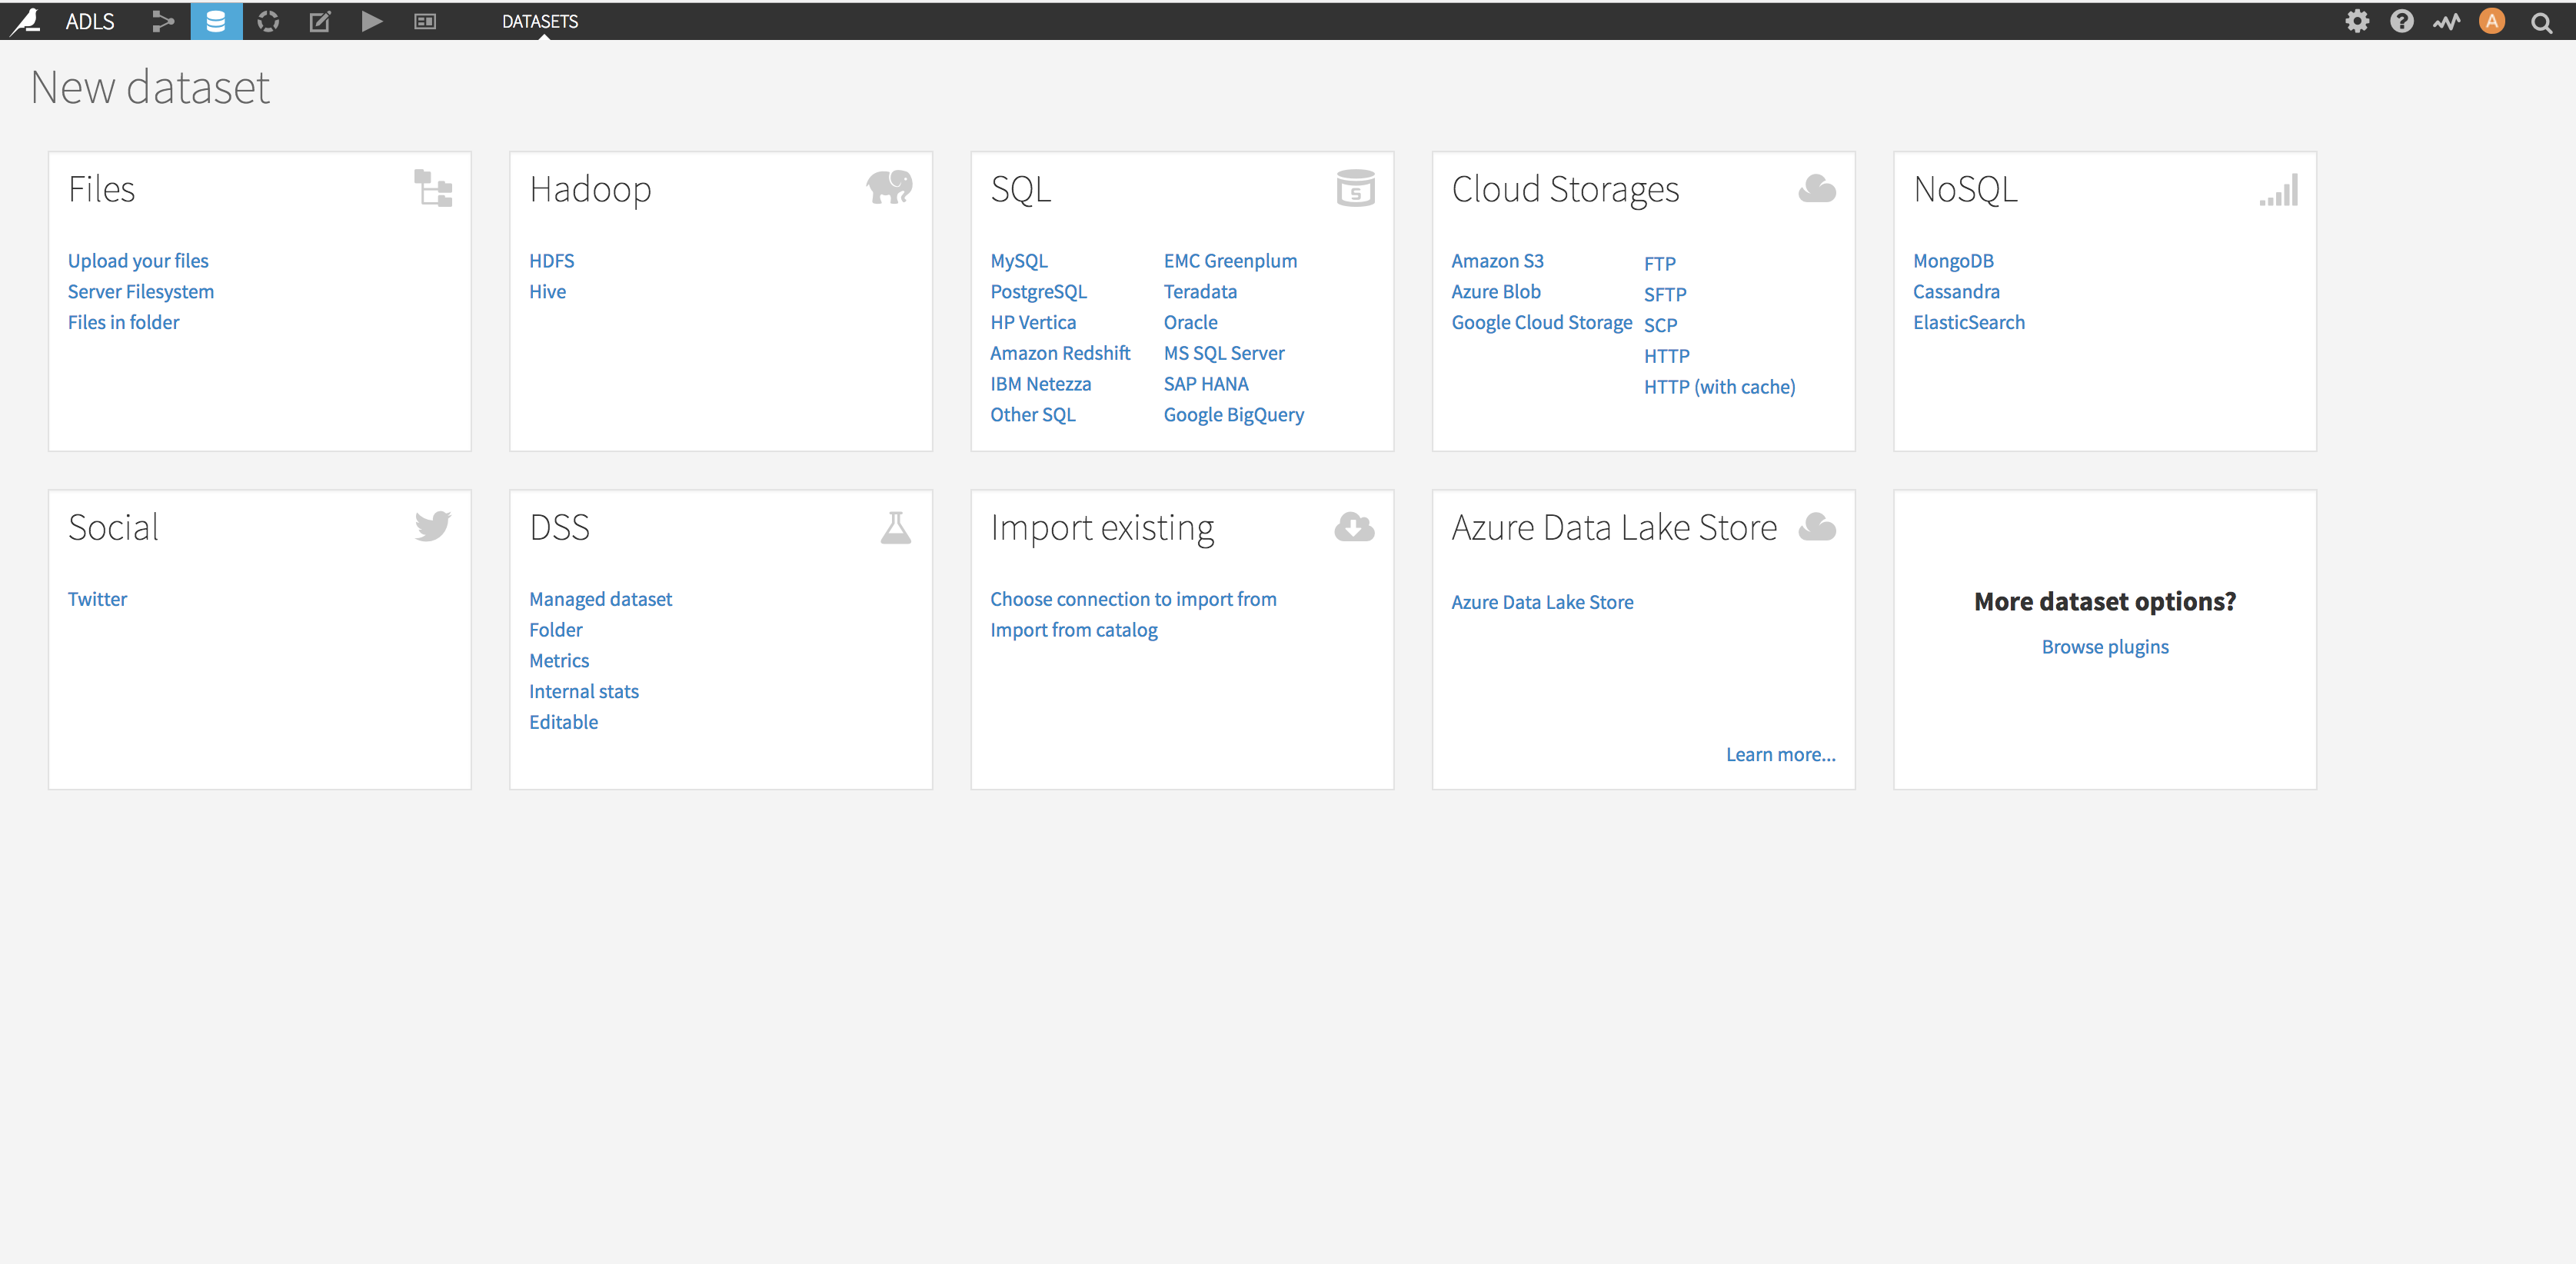 ADLS
DATASETS
A
New dataset
Files
Upload your files
Server Filesystem
Files in folder
Hadoop
HDFS
Hive
SQL
S
MySQL
PostgreSQL
HP Vertica
Amazon Redshift
IBM Netezza
Other SQL
EMC Greenplum
Teradata
Oracle
MS SQL Server
SAP HANA
Google BigQuery
Cloud Storages
Amazon S3
Azure Blob
Google Cloud Storage
FTP
SFTP
SCP
HTTP
HTTP (with cache)
NoSQL
MongoDB
Cassandra
ElasticSearch
Social
Twitter
DSS
Managed dataset
Folder
Metrics
Internal stats
Editable
Import existing
Choose connection to import from
Import from catalog
Azure Data Lake Store
Azure Data Lake Store
Learn more...
More dataset options?
Browse plugins